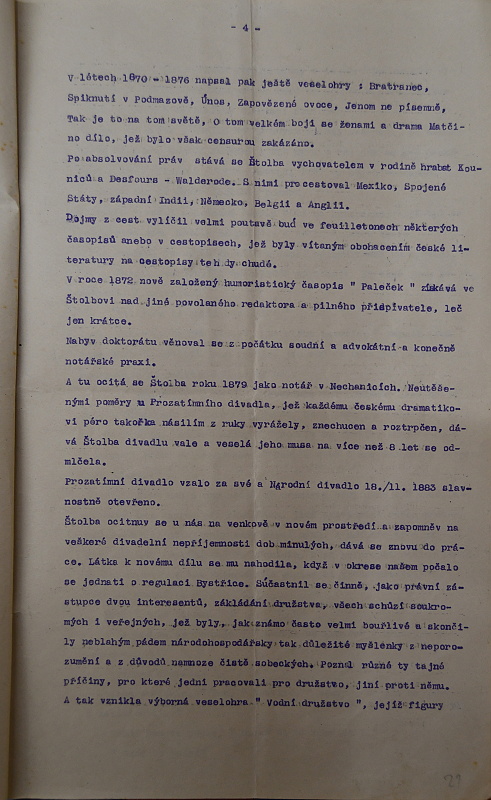 - 4 -
V létech 1870 - 1876 napsal pak ještě veselohry : Bratranec,
Spiknutí v Podmazově, Únos, Zapovězené ovoce, Jenom ne písemně,
Tak je to na tom světě, O tom velkém boji se ženami a drama Matči-
no dílo, jež bylo však censurou zakázáno.
Po absolvování práv stává se Štolba vychovatelem v rodině hrabat Kou-
niců a Desfours - Walderode. S nimi procestoval Mexiko, Spojené
Státy, západní Indii, Německo, Belgii a Anglii.
Dojmy z cest vylíčil velmi poutavě buď ve feuilletonech některých
časopisů anebo v cestopisech, jež byly vítaným obohacením české li-
teratury na cestopisy teh dy chudé.
V roce 1872 nově založený humoristický časopis " Paleček " získává ve
Štolbovi nad jiné povolaného redaktora a pilného přispivatele, leč
jen krátce.
Nabyv doktorátu věnoval se z počátku soudní a advokátní a konečně
notářské praxi.
A tu ocitá se Štolba roku 1879 jako notář v Nechanicích. Neutěše-
nými poměry u Prozatímního divadla, jež každému českému dramatiko-
vi péro takořka násilím z ruky vyrážely, znechucen a roztrpčen, dá-
vá Štolba divadlu vale a veselá jeho musa na více než 8 let se od-
mlčela.
Prozatímní divadlo vzalo za své a Národní divadlo 18./11. 1883 slav-
nostně otevřeno.
Štolba ocitnuv se u nás na venkově v novém prostředí a zapomněv na
veškeré divadelní nepříjemnosti dob minulých, dává se znovu do prá-
ce. Látka k novému dílu se mu nahodila, když v okrese našem počalo
se jednati o regulaci Bystřice. Súčastnil se činně, jako právní zá-
stupce dvou interesentů, základání družstva, všech schůzí soukro-
mých i veřejných, jež byly, jak známo často velmi bouřlivé a skonči-
ly neblahým pádem národohospodářsky tak důležité myšlenky z neporo-
zumění a z důvodů namnoze čistě sobeckých. Poznal různé ty tajné
příčiny, pro které jedni pracovali pro družstvo, jiní proti němu.
A tak vznikla výborná veselohra " Vodní družstvo ", jejíž figury
29